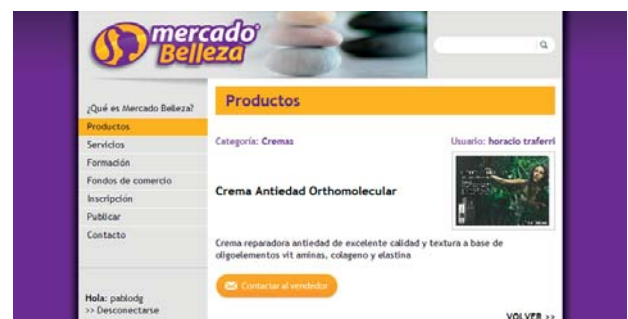 mercado
Belleza
¿Qué es Mercado Belleza?
Productos
Servicios
Formación
Fondos de comercio
Inscripción
Publicar
Contacto
Hola: pablodg
>> Desconectarse
Productos
Categoría: Cremas
Usuario: horacio traferri
Crema Antiedad Orthomolecular
Crema reparadora antiedad de excelente calidad y textura a base de
oligoelementos vit aminas, colageno y elastina
Contactar al vendedor
VOLVER >>